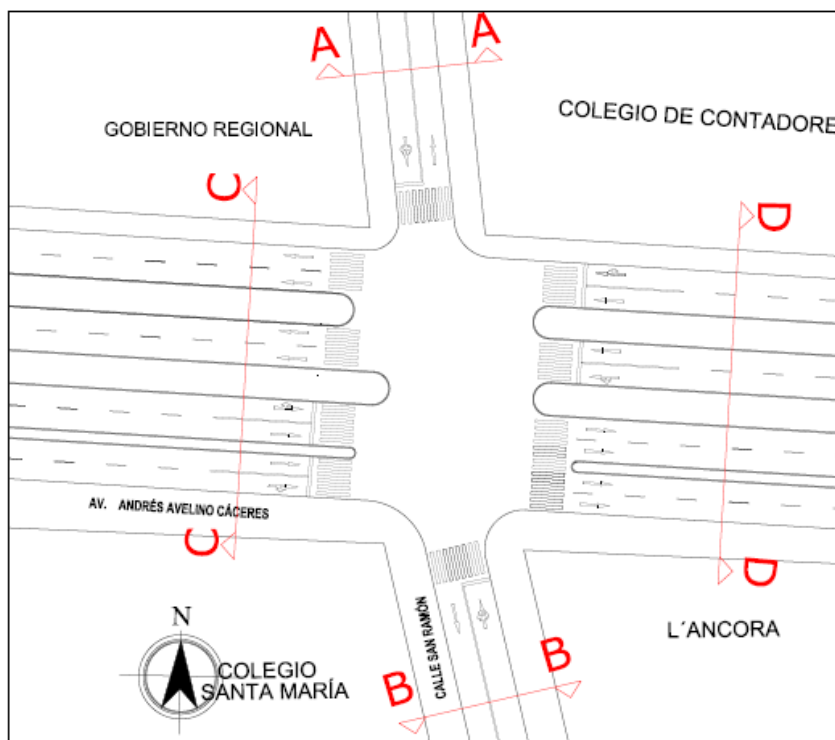 A A
COLEGIO DE CONTADORE
GOBIERNO REGIONAL
C
D
AV. ANDRÉS AVELINO CÁCERES
C
D
N
COLEGIO
SANTA MARÍA
CALLE SAN RAMÓN
L´ANCORA
B B